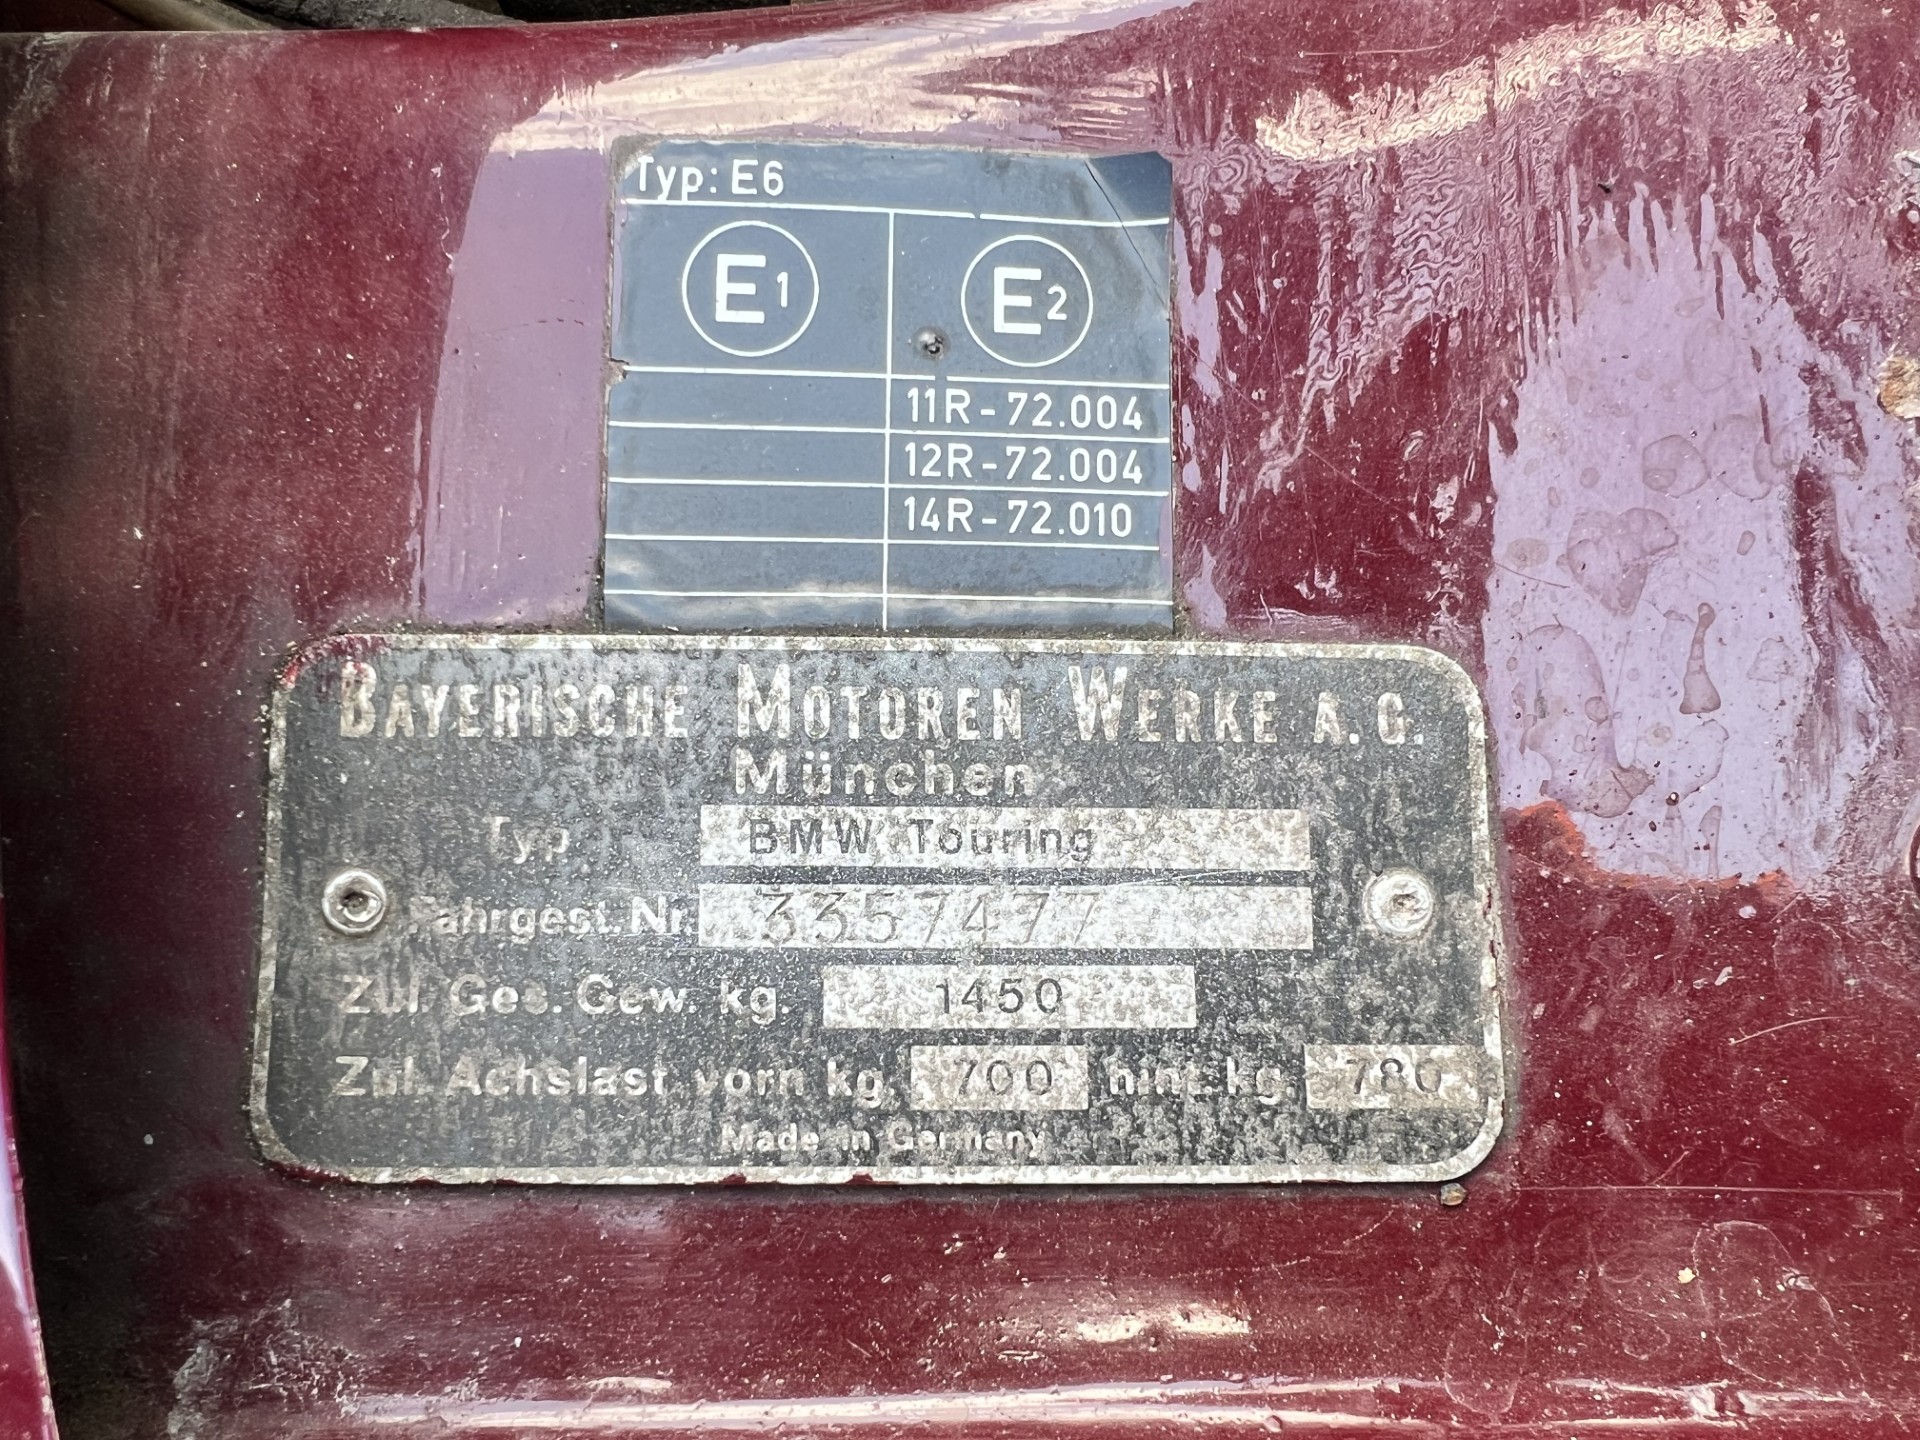 Typ: E6
E1 E2
11R-72.004
12R-72.004
14R-72.010
BAYERISCHE MOTOREN WERKE A.G.
München
Typ BMW Touring
Fahrgest. Nr. 3357477
Zul. Ges. Gew. kg. 1450
Zul. Achslast vorn kg. 700 hint. kg. 780
Made in Germany